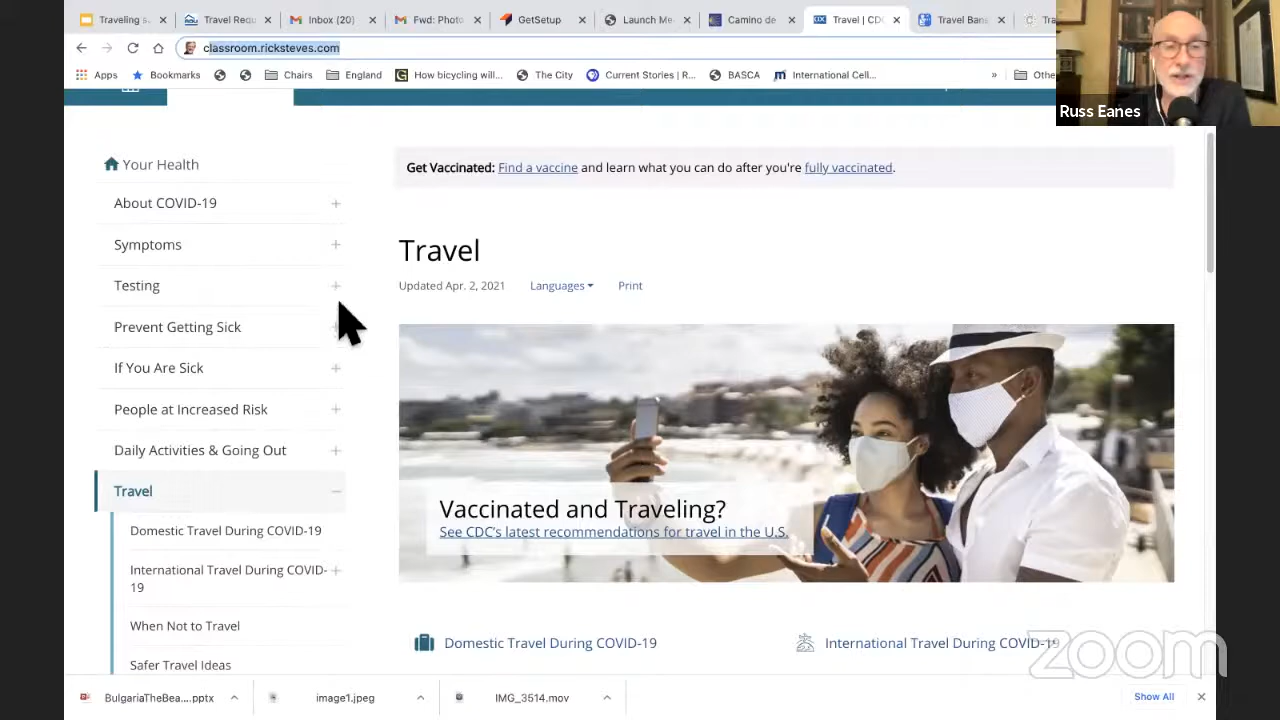 Teaveling s
Travel Requ
Inbox (20)
Fwd: Photo
GetSetup
Launch Me
Camino de
Travel | CDC
Travel Bane
Tra
classroom.ricksteves.com
Apps
Bookmarks
Chairs
England
How bicycling will...
The City
Current Stories | R...
BASCA
International Cell...
»
Othe
Russ Eanes
Your Health
Get Vaccinated: Find a vaccine and learn what you can do after you're fully vaccinated.
About COVID-19
Symptoms
Testing
Prevent Getting Sick
If You Are Sick
People at Increased Risk
Daily Activities & Going Out
Travel
Domestic Travel During COVID-19
International Travel During COVID-
19
When Not to Travel
Safer Travel Ideas
Travel
Updated Apr. 2, 2021
Languages
Print
Vaccinated and Traveling?
See CDC's latest recommendations for travel in the U.S.
Domestic Travel During COVID-19
International Travel During COVID-19
zoom
BulgariaTheBea....pptx
image1.jpeg
IMG_3514.mov
Show All